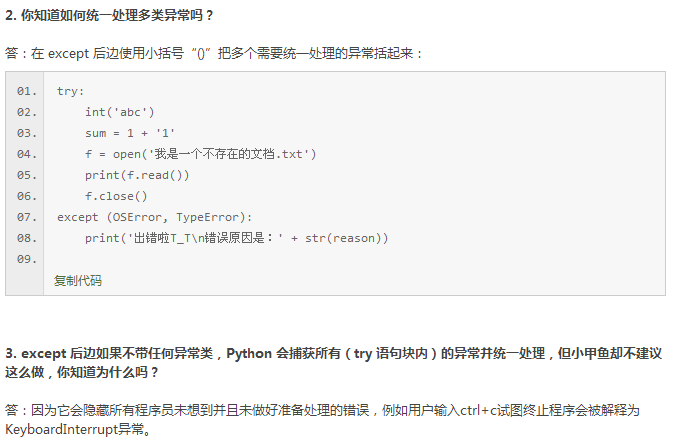 2. 你知道如何统一处理多类异常吗？
答：在 except 后边使用小括号“()”把多个需要统一处理的异常括起来：
01. try:
02.     int('abc')
03.     sum = 1 + '1'
04.     f = open('我是一个不存在的文档.txt')
05.     print(f.read())
06.     f.close()
07. except (OSError, TypeError):
08.     print('出错啦T_T\n错误原因是：' + str(reason))
09.
复制代码
3. except 后边如果不带任何异常类，Python 会捕获所有（try 语句块内）的异常并统一处理，但小甲鱼却不建议
这么做，你知道为什么吗？
答：因为它会隐藏所有程序员未想到并且未做好准备处理的错误，例如用户输入ctrl+c试图终止程序会被解释为
KeyboardInterrupt异常。